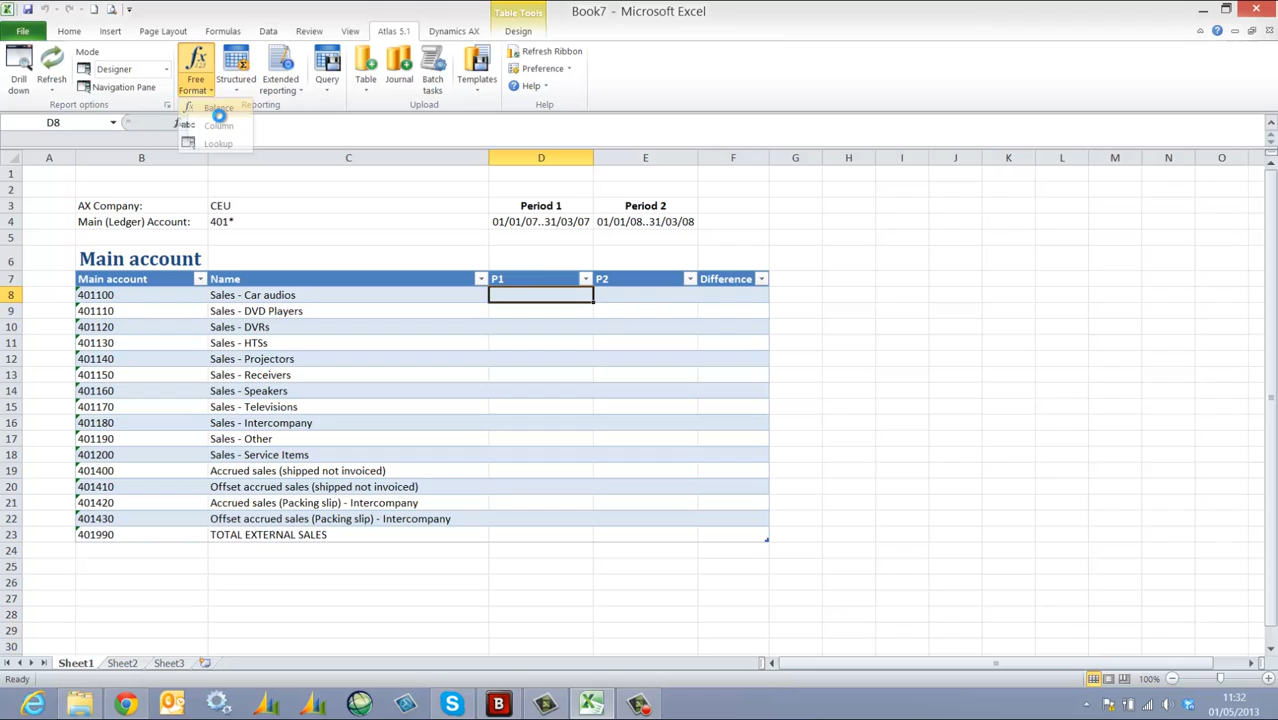 Table Tools
Book7 - Microsoft Excel
File Home Insert Page Layout Formulas Data Review View Atlas 5.1 Dynamics AX Design
Drill down
Refresh
Mode
Designer
Navigation Pane
Report options
Free Format
Structured
Extended reporting
Query
Reporting
Table
Journal
Batch tasks
Templates
Upload
Refresh Ribbon
Preference
Help
Help
Balance
Column
Lookup
D8
A B C D E F G H I J K L M N O
1
2
3 AX Company: CEU Period 1 Period 2
4 Main (Ledger) Account: 401* 01/01/07..31/03/07 01/01/08..31/03/08
5
6 Main account
7 Main account Name P1 P2 Difference
8 401100 Sales - Car audios
9 401110 Sales - DVD Players
10 401120 Sales - DVRs
11 401130 Sales - HTSs
12 401140 Sales - Projectors
13 401150 Sales - Receivers
14 401160 Sales - Speakers
15 401170 Sales - Televisions
16 401180 Sales - Intercompany
17 401190 Sales - Other
18 401200 Sales - Service Items
19 401400 Accrued sales (shipped not invoiced)
20 401410 Offset accrued sales (shipped not invoiced)
21 401420 Accrued sales (Packing slip) - Intercompany
22 401430 Offset accrued sales (Packing slip) - Intercompany
23 401990 TOTAL EXTERNAL SALES
24
25
26
27
28
29
30
Sheet1 Sheet2 Sheet3
Ready
100%
11:32
01/05/2013